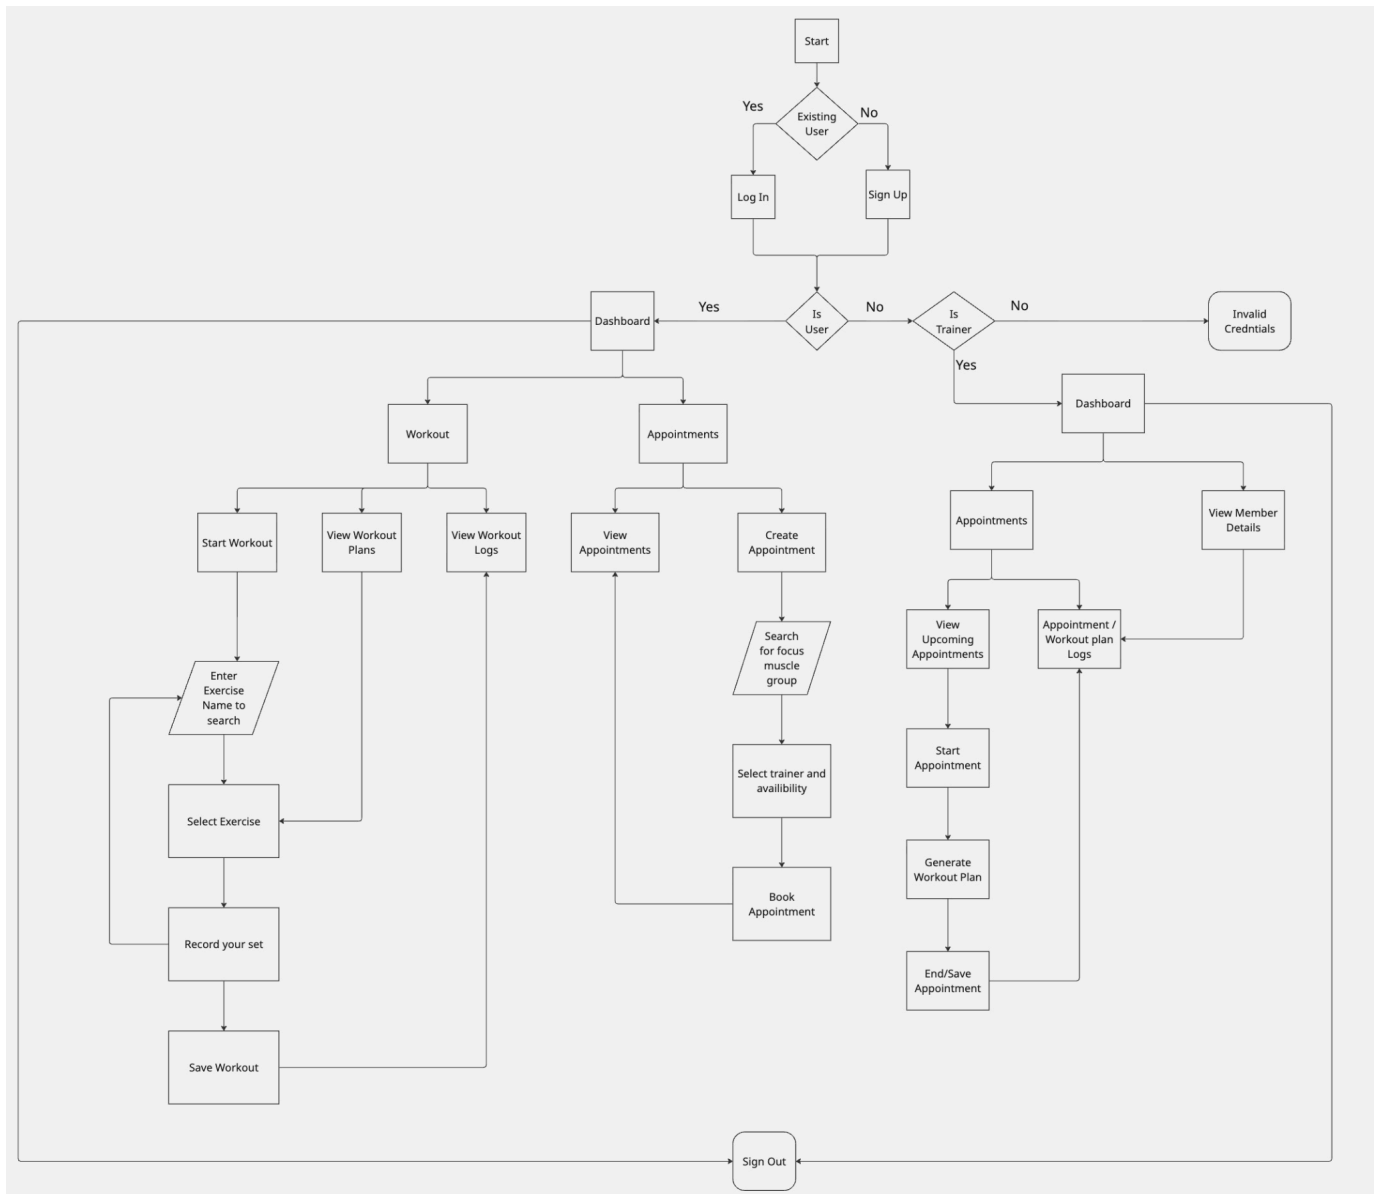 Start
Yes
Existing
User
No
Log In
Sign Up
Dashboard
Yes
Is
User
No
Is
Trainer
No
Invalid
Credntials
Yes
Dashboard
Workout
Appointments
Start Workout
View Workout
Plans
View Workout
Logs
View
Appointments
Create
Appointment
Appointments
View Member
Details
Enter
Exercise
Name to
search
Search
for focus
muscle
group
View
Upcoming
Appointments
Appointment /
Workout plan
Logs
Select Exercise
Select trainer and
availibility
Start
Appointment
Record your set
Book
Appointment
Generate
Workout Plan
Save Workout
End/Save
Appointment
Sign Out